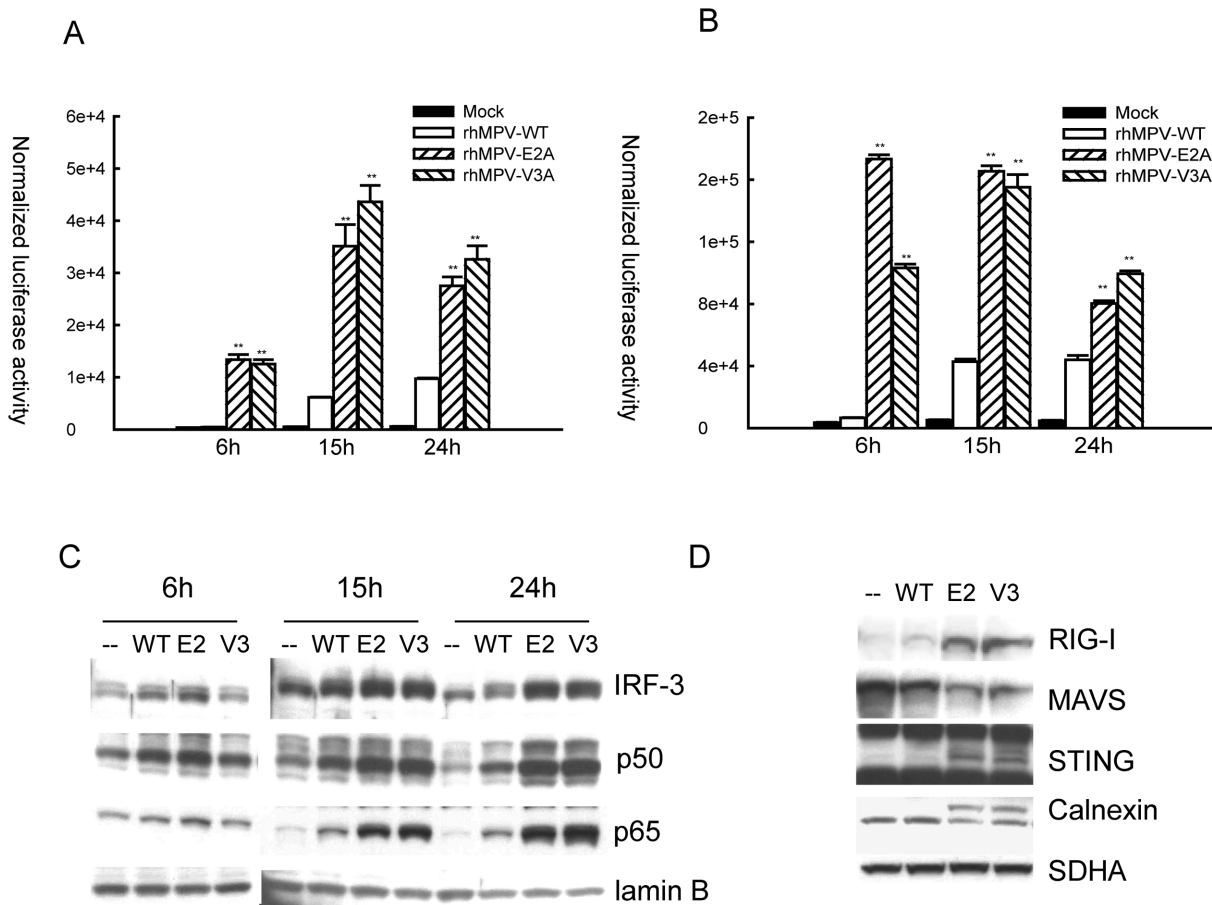 A
Normalized luciferase activity
6e+4
5e+4
4e+4
3e+4
2e+4
1e+4
0
Mock
rhMPV-WT
rhMPV-E2A
rhMPV-V3A
** **
** **
** **
6h 15h 24h
B
Normalized luciferase activity
2e+5
2e+5
1e+5
8e+4
4e+4
0
Mock
rhMPV-WT
rhMPV-E2A
rhMPV-V3A
** **
** **
** **
6h 15h 24h
C
6h 15h 24h
-- WT E2 V3 -- WT E2 V3 -- WT E2 V3
IRF-3
p50
p65
lamin B
D
-- WT E2 V3
RIG-I
MAVS
STING
Calnexin
SDHA